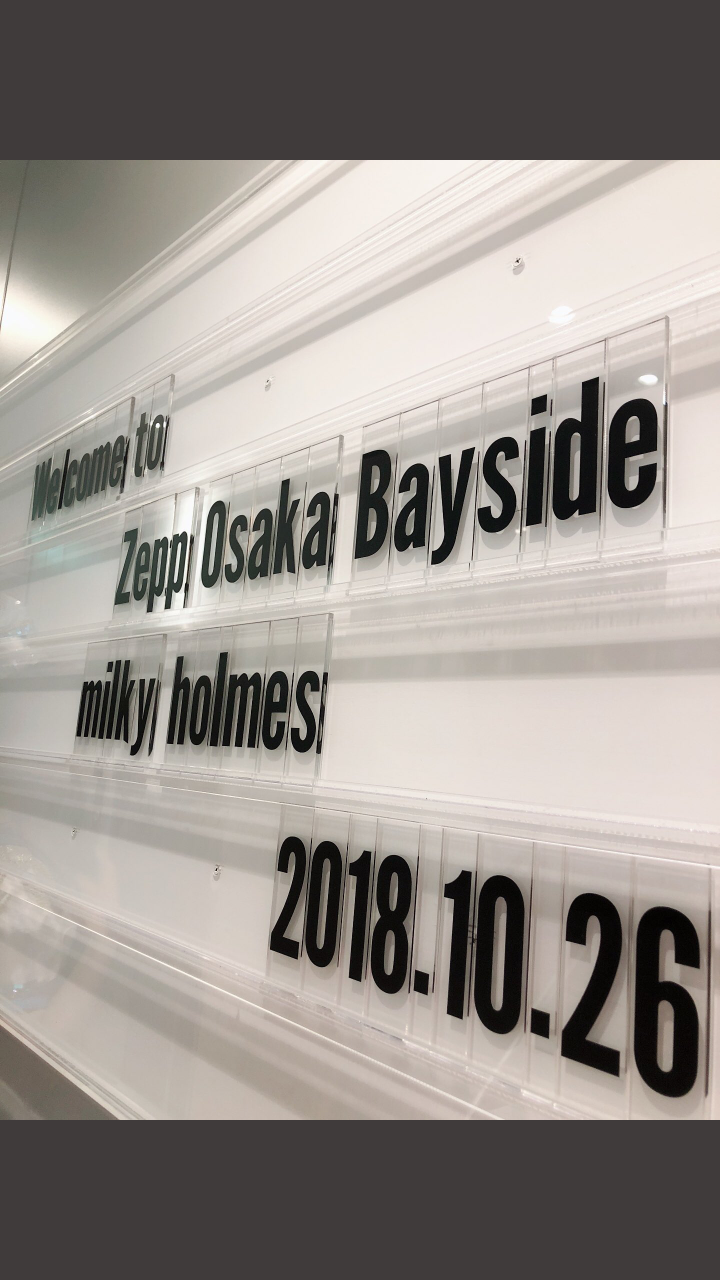 Welcome to
Zepp Osaka Bayside
milky holmes
2018.10.26